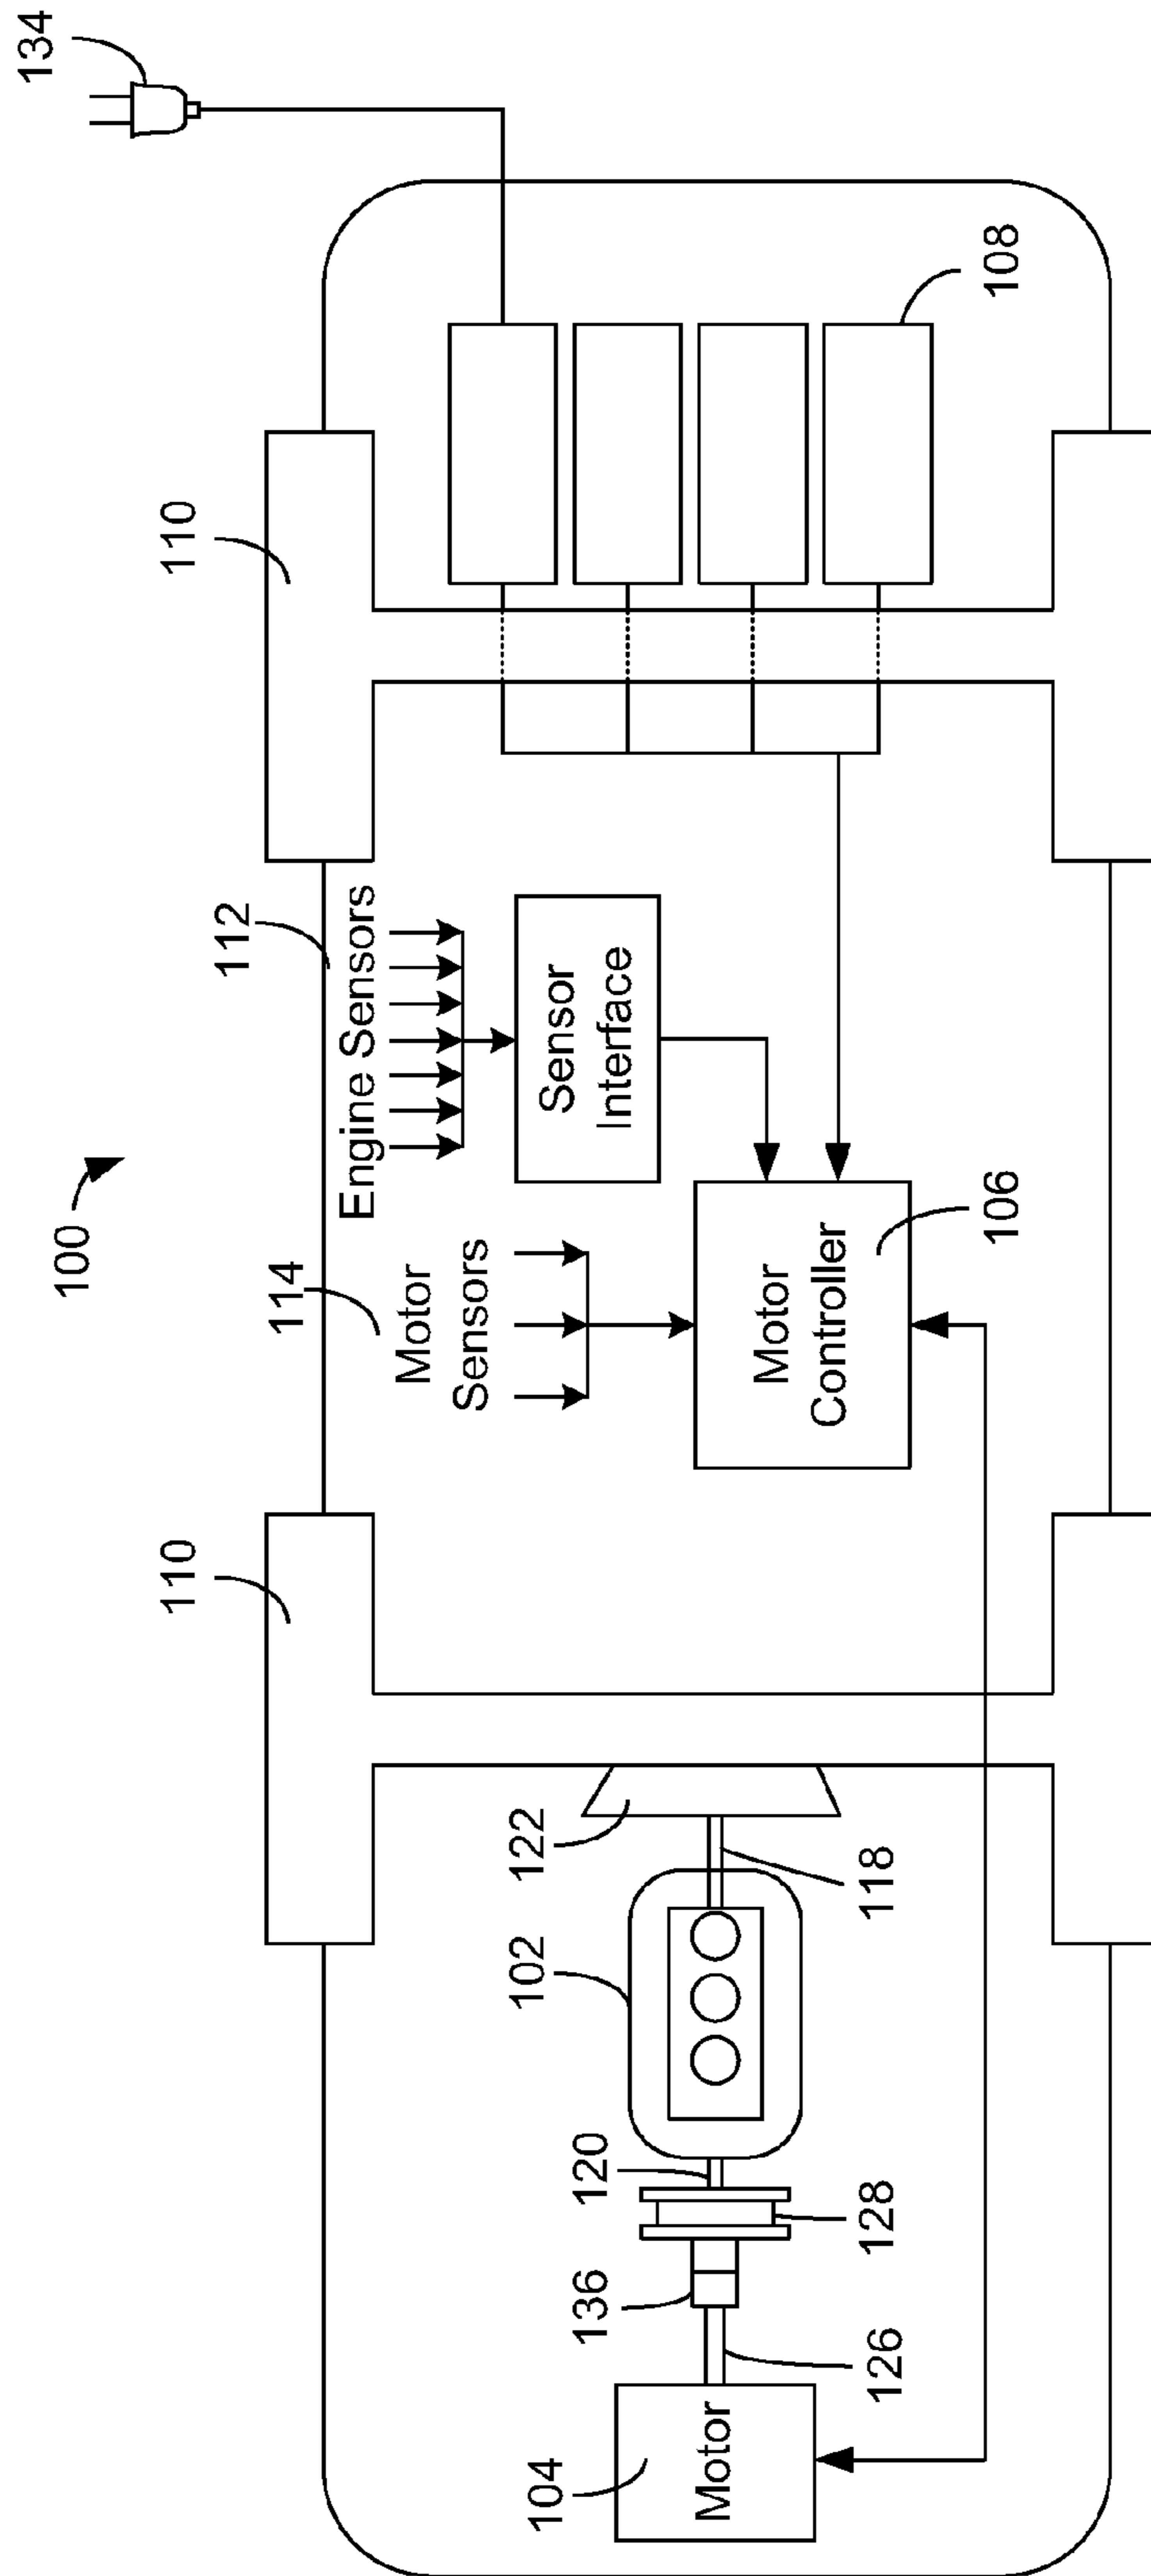 100
134
110
110
112
114
Engine Sensors
Motor
Sensors
Sensor
Interface
Motor
Controller
106
108
104
Motor
126
136
128
120
102
122
118